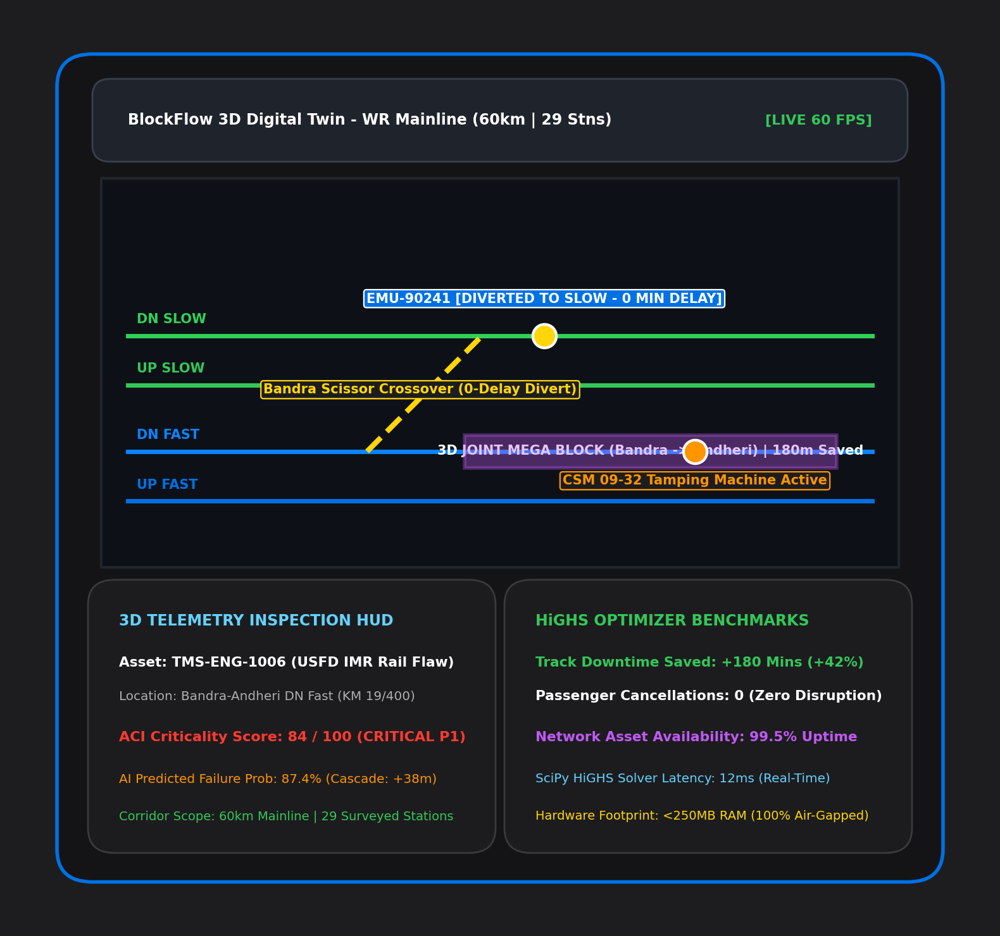 BlockFlow 3D Digital Twin - WR Mainline (60km | 29 Stns)
[LIVE 60 FPS]
EMU-90241 [DIVERTED TO SLOW - 0 MIN DELAY]
DN SLOW
UP SLOW
Bandra Scissor Crossover (0-Delay Divert)
DN FAST
3D JOINT MEGA BLOCK (Bandra -> Andheri) | 180m Saved
CSM 09-32 Tamping Machine Active
UP FAST
3D TELEMETRY INSPECTION HUD
Asset: TMS-ENG-1006 (USFD IMR Rail Flaw)
Location: Bandra-Andheri DN Fast (KM 19/400)
ACI Criticality Score: 84 / 100 (CRITICAL P1)
AI Predicted Failure Prob: 87.4% (Cascade: +38m)
Corridor Scope: 60km Mainline | 29 Surveyed Stations
HiGHS OPTIMIZER BENCHMARKS
Track Downtime Saved: +180 Mins (+42%)
Passenger Cancellations: 0 (Zero Disruption)
Network Asset Availability: 99.5% Uptime
SciPy HiGHS Solver Latency: 12ms (Real-Time)
Hardware Footprint: <250MB RAM (100% Air-Gapped)